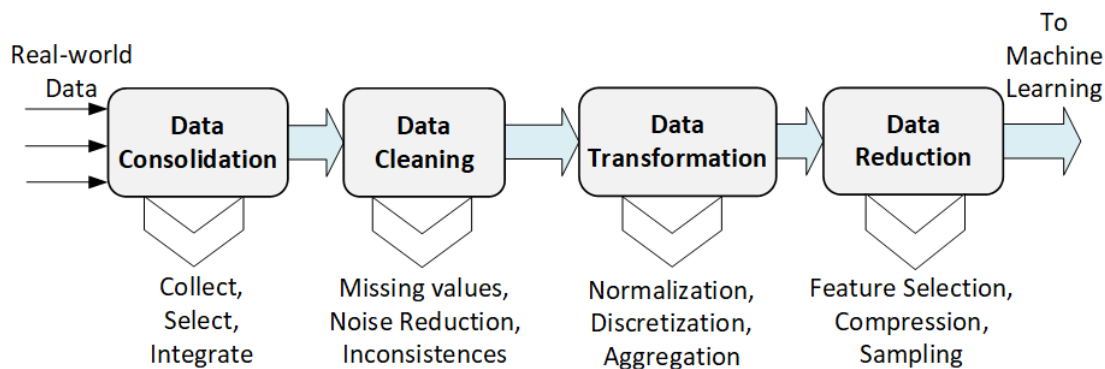 Real-world
Data
Data
Consolidation
Data
Cleaning
Data
Transformation
Data
Reduction
To
Machine
Learning
Collect,
Select,
Integrate
Missing values,
Noise Reduction,
Inconsistences
Normalization,
Discretization,
Aggregation
Feature Selection,
Compression,
Sampling